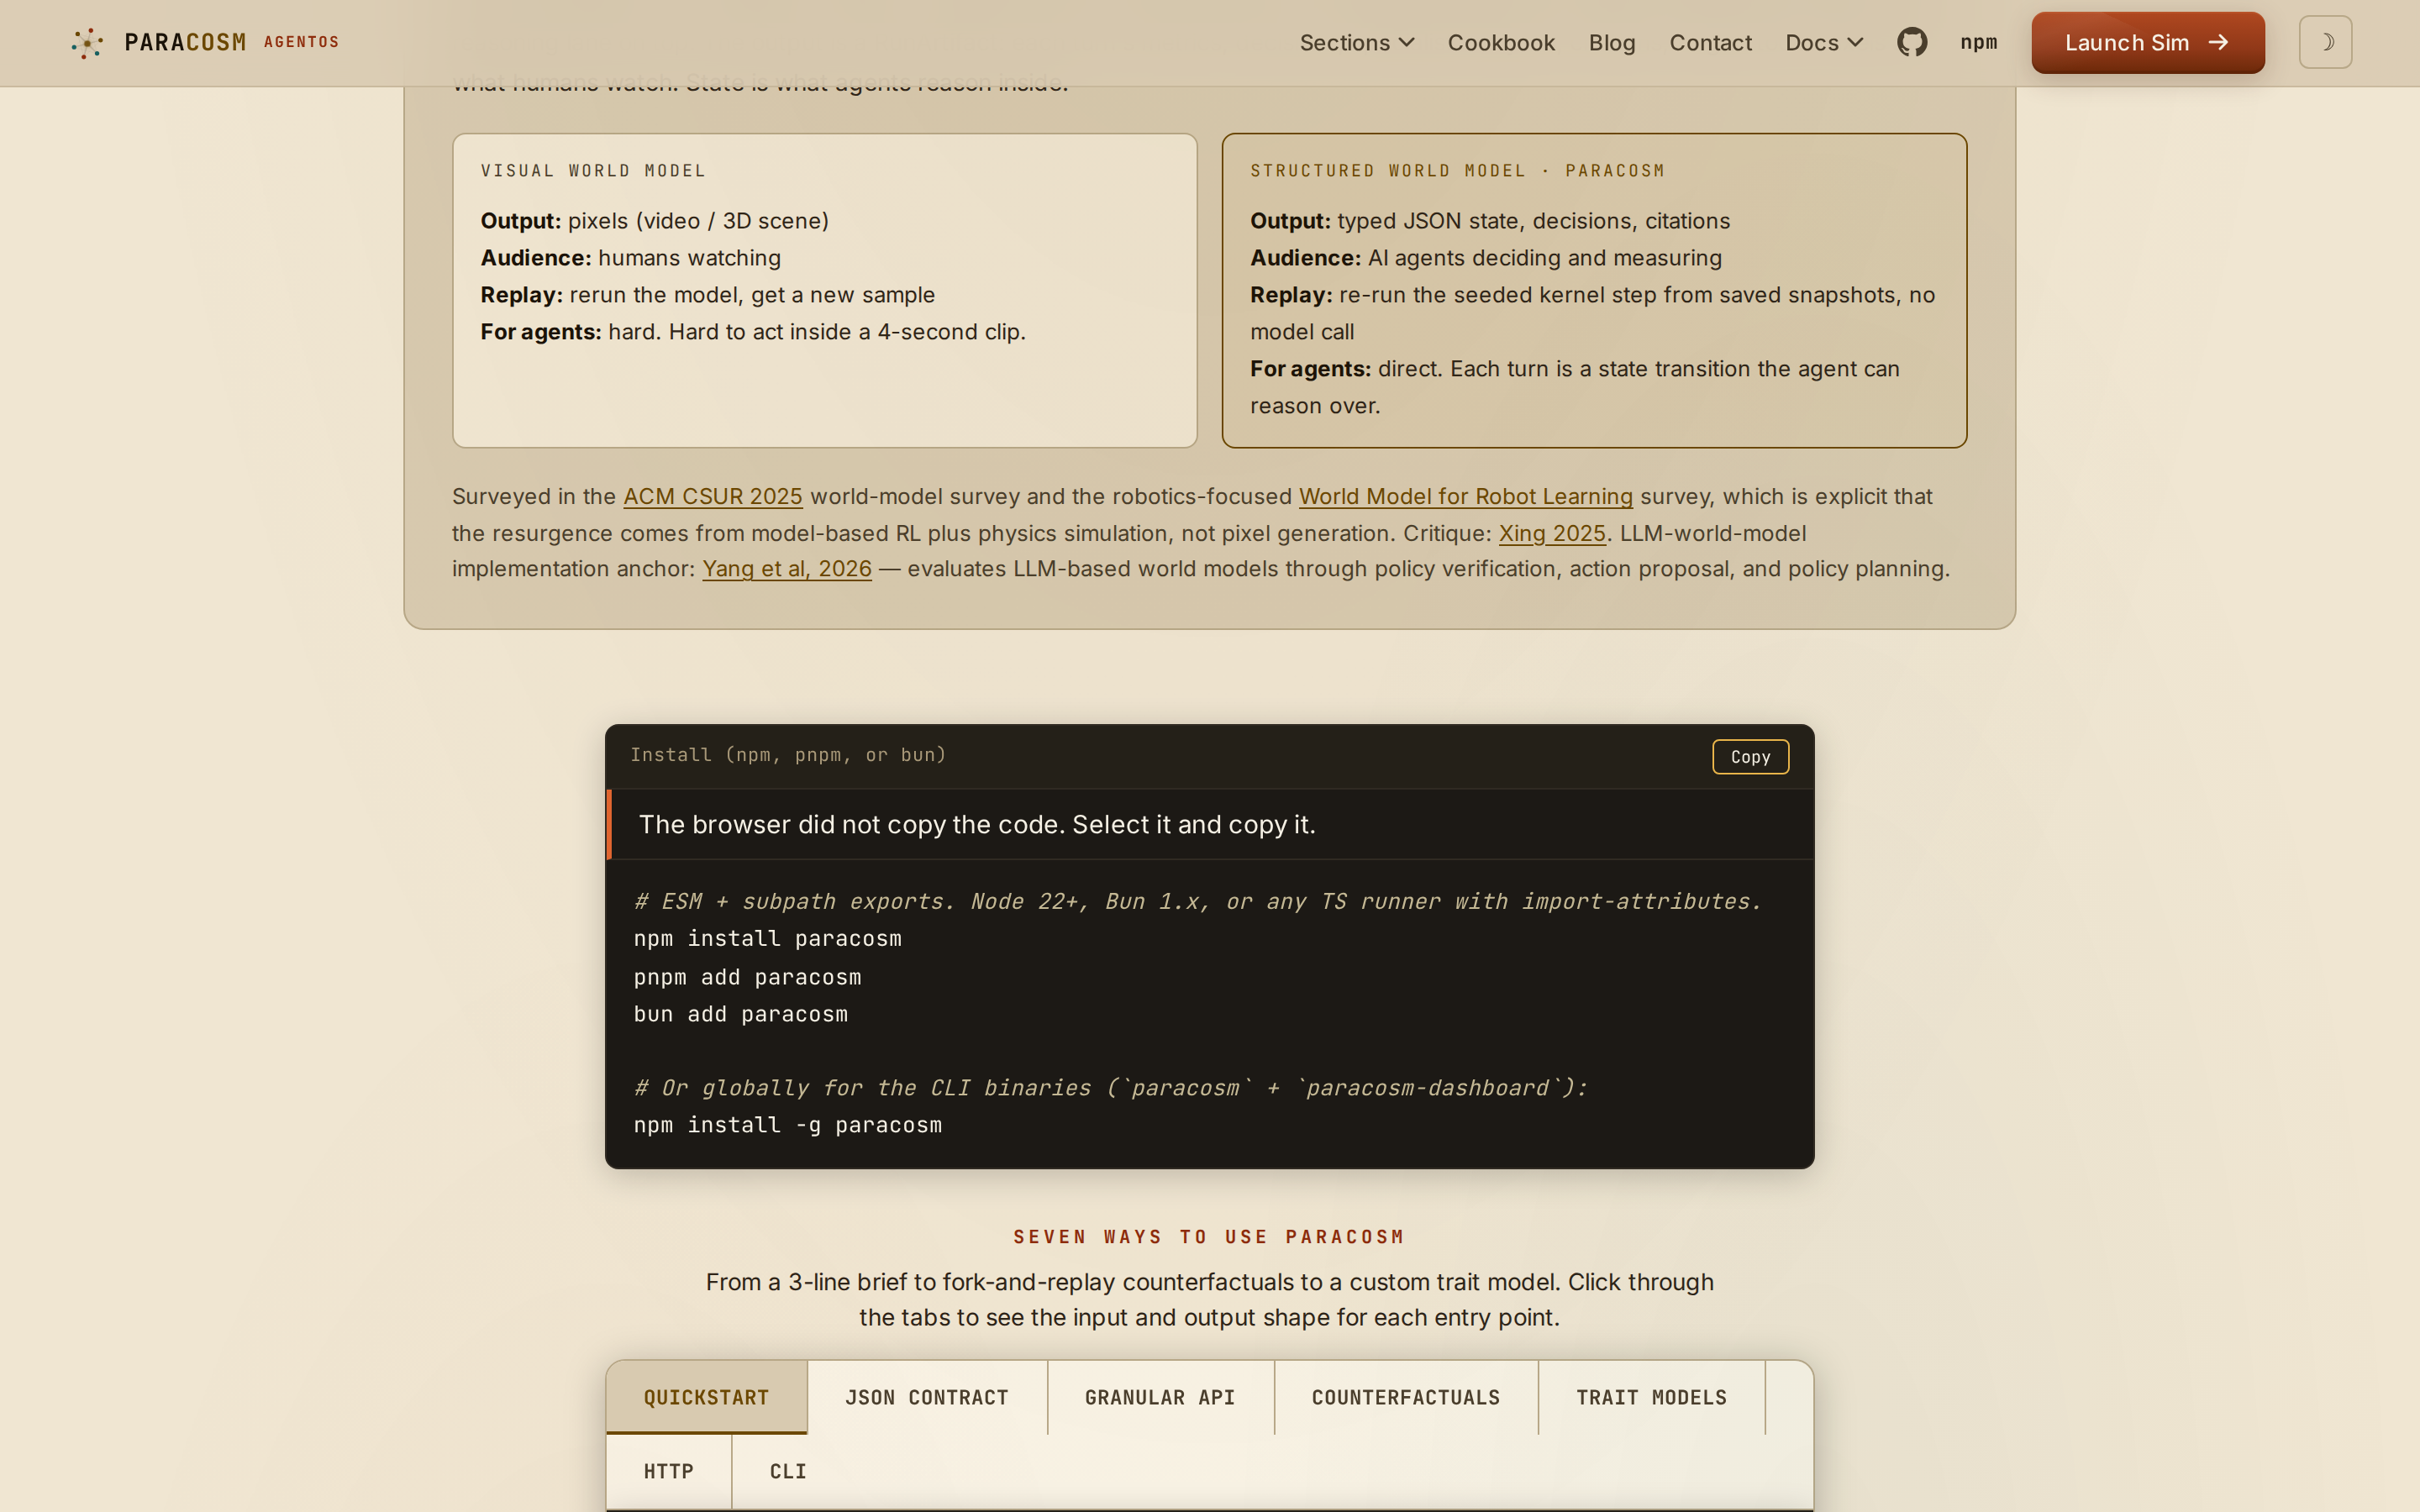 PARACOSM AGENTOS
Sections Cookbook Blog Contact Docs npm Launch Sim →
what humans watch. State is what agents reason inside.
VISUAL WORLD MODEL
Output: pixels (video / 3D scene)
Audience: humans watching
Replay: rerun the model, get a new sample
For agents: hard. Hard to act inside a 4-second clip.
STRUCTURED WORLD MODEL · PARACOSM
Output: typed JSON state, decisions, citations
Audience: AI agents deciding and measuring
Replay: re-run the seeded kernel step from saved snapshots, no
model call
For agents: direct. Each turn is a state transition the agent can
reason over.
Surveyed in the ACM CSUR 2025 world-model survey and the robotics-focused World Model for Robot Learning survey, which is explicit that
the resurgence comes from model-based RL plus physics simulation, not pixel generation. Critique: Xing 2025. LLM-world-model
implementation anchor: Yang et al, 2026 — evaluates LLM-based world models through policy verification, action proposal, and policy planning.
Install (npm, pnpm, or bun)
Copy
The browser did not copy the code. Select it and copy it.
# ESM + subpath exports. Node 22+, Bun 1.x, or any TS runner with import-attributes.
npm install paracosm
pnpm add paracosm
bun add paracosm
# Or globally for the CLI binaries (`paracosm` + `paracosm-dashboard`):
npm install -g paracosm
SEVEN WAYS TO USE PARACOSM
From a 3-line brief to fork-and-replay counterfactuals to a custom trait model. Click through
the tabs to see the input and output shape for each entry point.
QUICKSTART JSON CONTRACT GRANULAR API COUNTERFACTUALS TRAIT MODELS
HTTP CLI